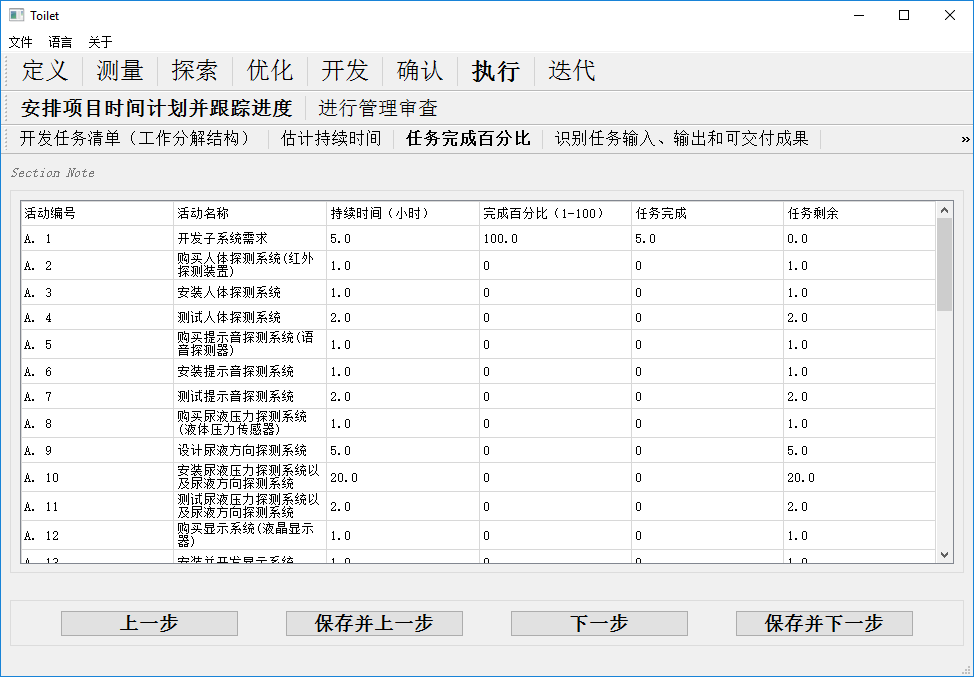 Toilet
文件 语言 关于
定义 测量 探索 优化 开发 确认 执行 迭代
安排项目时间计划并跟踪进度 进行管理审查
开发任务清单（工作分解结构） 估计持续时间 任务完成百分比 识别任务输入、输出和可交付成果 »
Section Note
活动编号 活动名称 持续时间（小时） 完成百分比（1-100） 任务完成 任务剩余
A. 1 开发子系统需求 5.0 100.0 5.0 0.0
A. 2 购买人体探测系统(红外
探测装置) 1.0 0 0 1.0
A. 3 安装人体探测系统 1.0 0 0 1.0
A. 4 测试人体探测系统 2.0 0 0 2.0
A. 5 购买提示音探测系统(语
音探测器) 1.0 0 0 1.0
A. 6 安装提示音探测系统 1.0 0 0 1.0
A. 7 测试提示音探测系统 2.0 0 0 2.0
A. 8 购买尿液压力探测系统
(液体压力传感器) 1.0 0 0 1.0
A. 9 设计尿液方向探测系统 5.0 0 0 5.0
A. 10 安装尿液压力探测系统以
及尿液方向探测系统 20.0 0 0 20.0
A. 11 测试尿液压力探测系统以
及尿液方向探测系统 2.0 0 0 2.0
A. 12 购买显示系统(液晶显示
器) 1.0 0 0 1.0
A. 13 安装并开发显示系统 1.0 0 0 1.0
上一步 保存并上一步 下一步 保存并下一步